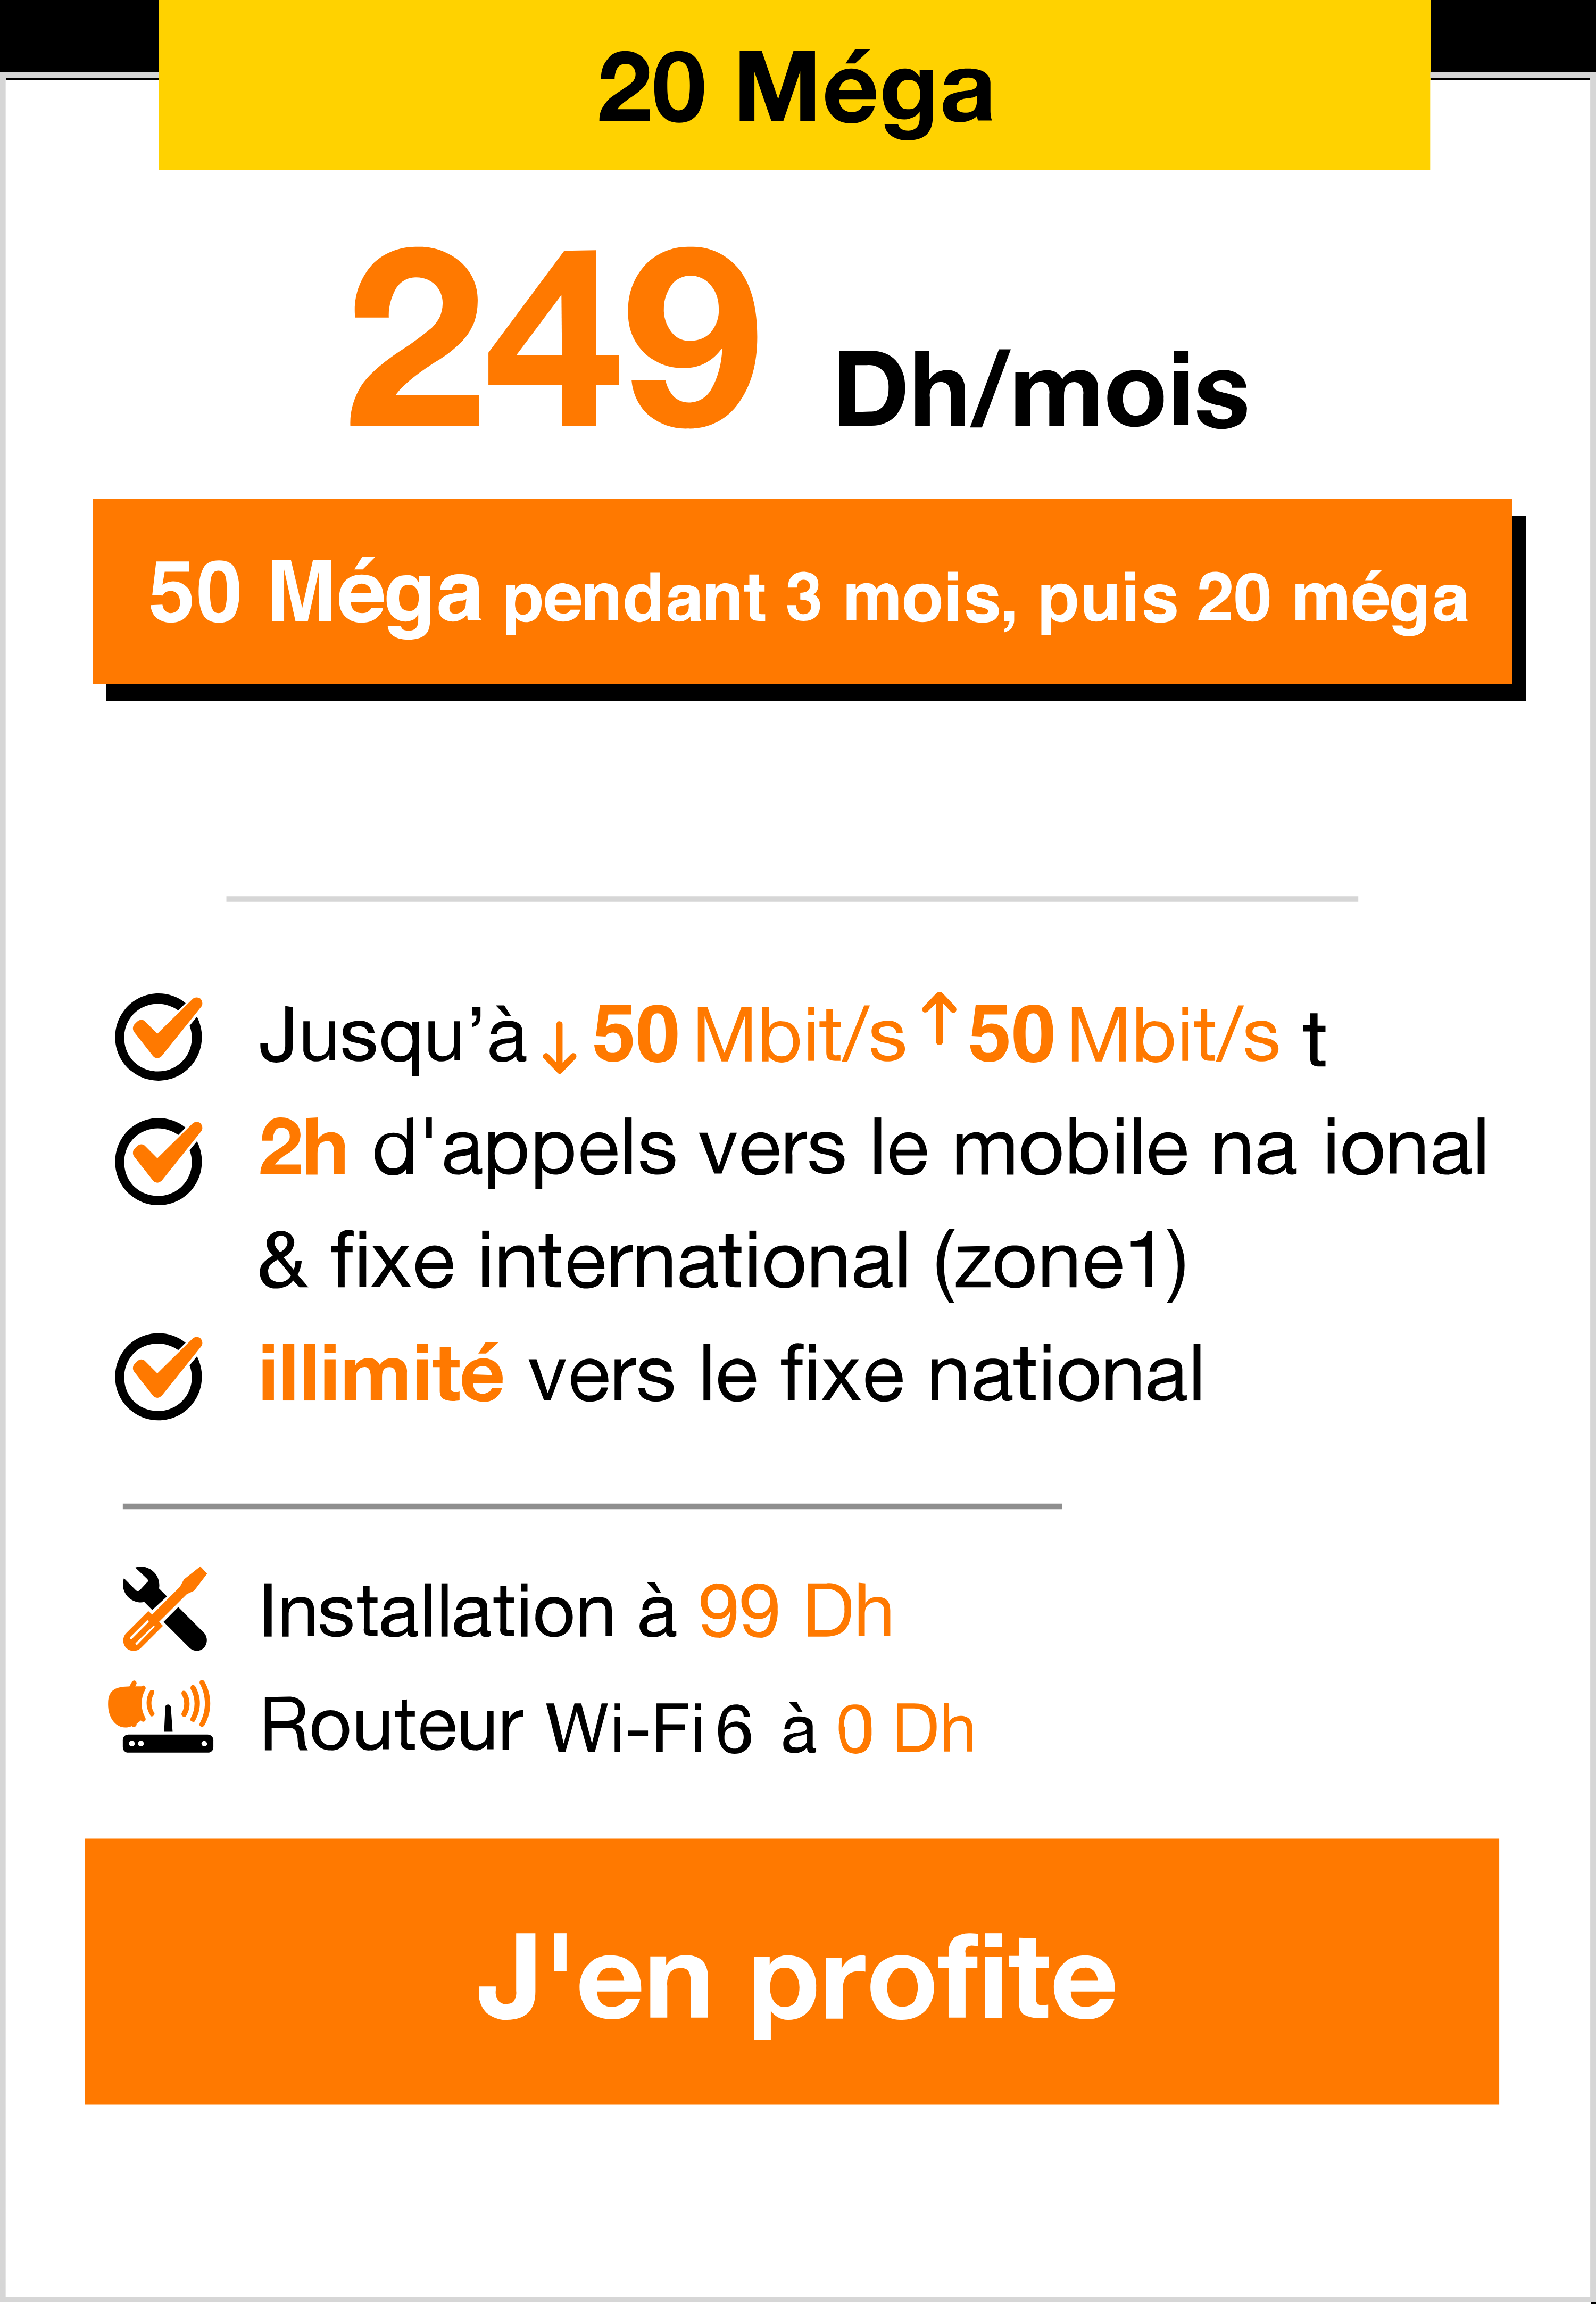 20 Méga
249 Dh/mois
50 Méga pendant 3 mois, puis 20 méga
Jusqu’à ↓ 50 Mbit/s ↑ 50 Mbit/s t
2h d'appels vers le mobile na ional
& fixe international (zone1)
illimité vers le fixe national
Installation à 99 Dh
Routeur Wi-Fi 6 à 0 Dh
J'en profite